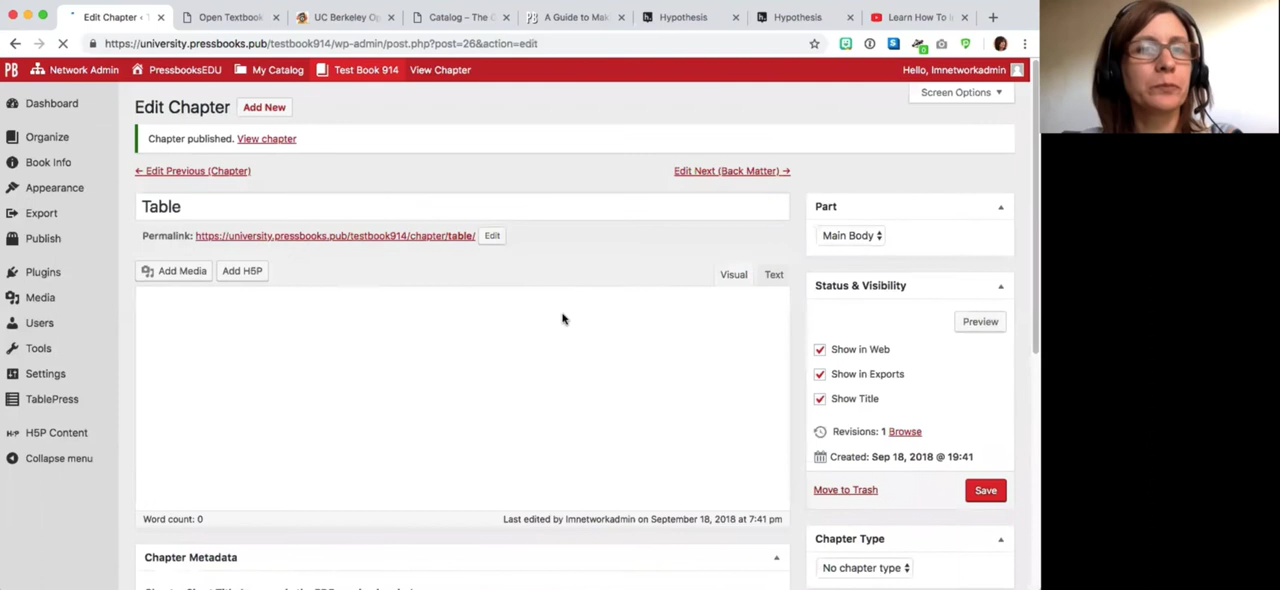 Edit Chapter ‹ T
Open Textbook
UC Berkeley Op
Catalog – The C
A Guide to Mak
Hypothesis
Hypothesis
Learn How To I
https://university.pressbooks.pub/testbook914/wp-admin/post.php?post=26&action=edit
PB Network Admin PressbooksEDU My Catalog Test Book 914 View Chapter Hello, lmnetworkadmin
Screen Options
Dashboard
Organize
Book Info
Appearance
Export
Publish
Plugins
Media
Users
Tools
Settings
TablePress
H5P Content
Collapse menu
Edit Chapter Add New
Chapter published. View chapter
← Edit Previous (Chapter) Edit Next (Back Matter) →
Table
Permalink: https://university.pressbooks.pub/testbook914/chapter/table/ Edit
Add Media Add H5P Visual Text
Word count: 0 Last edited by lmnetworkadmin on September 18, 2018 at 7:41 pm
Chapter Metadata
Part
Main Body
Status & Visibility
Preview
Show in Web
Show in Exports
Show Title
Revisions: 1 Browse
Created: Sep 18, 2018 @ 19:41
Move to Trash Save
Chapter Type
No chapter type